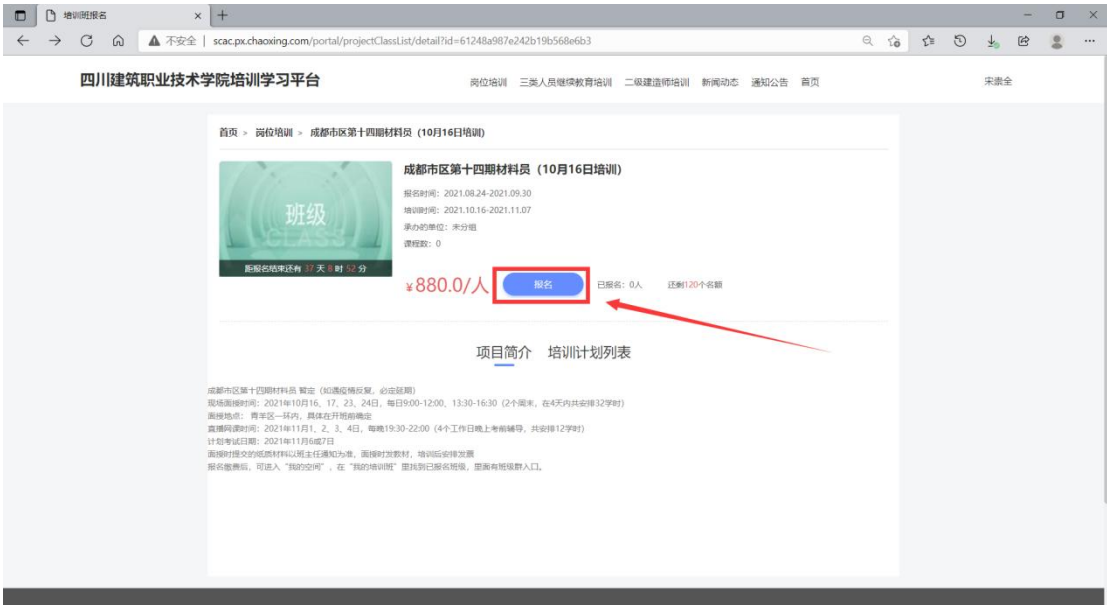 培训班报名
不安全 | scac.px.chaoxing.com/portal/projectClassList/detail?id=61248a987e242b19b568e6b3
四川建筑职业技术学院培训学习平台
岗位培训 三类人员继续教育培训 二级建造师培训 新闻动态 通知公告 首页
宋崇全
首页 > 岗位培训 > 成都市区第十四期材料员（10月16日培训)
成都市区第十四期材料员（10月16日培训)
报名时间：2021.08.24-2021.09.30
培训时间：2021.10.16-2021.11.07
承办的单位：未分组
课程数：0
班级
CLASS
距报名结束还有 37 天 8 时 52 分
¥880.0/人
报名
已报名：0人 还剩120个名额
项目简介 培训计划列表
成都市区第十四期材料员 暂定（如遇疫情反复，必定延期）
现场面授时间：2021年10月16、17、23、24日，每日9:00-12:00，13:30-16:30（2个周末，在4天内共安排32学时）
面授地点： 青羊区一环内，具体在开班前确定
直播网课时间：2021年11月1、2、3、4日，每晚19:30-22:00（4个工作日晚上考前辅导，共安排12学时）
计划考试日期：2021年11月6或7日
面授时提交的纸质材料以班主任通知为准，面授时发教材，培训后安排发票
报名缴费后，可进入“我的空间”，在“我的培训班”里找到已报名班级，里面有班级群入口。